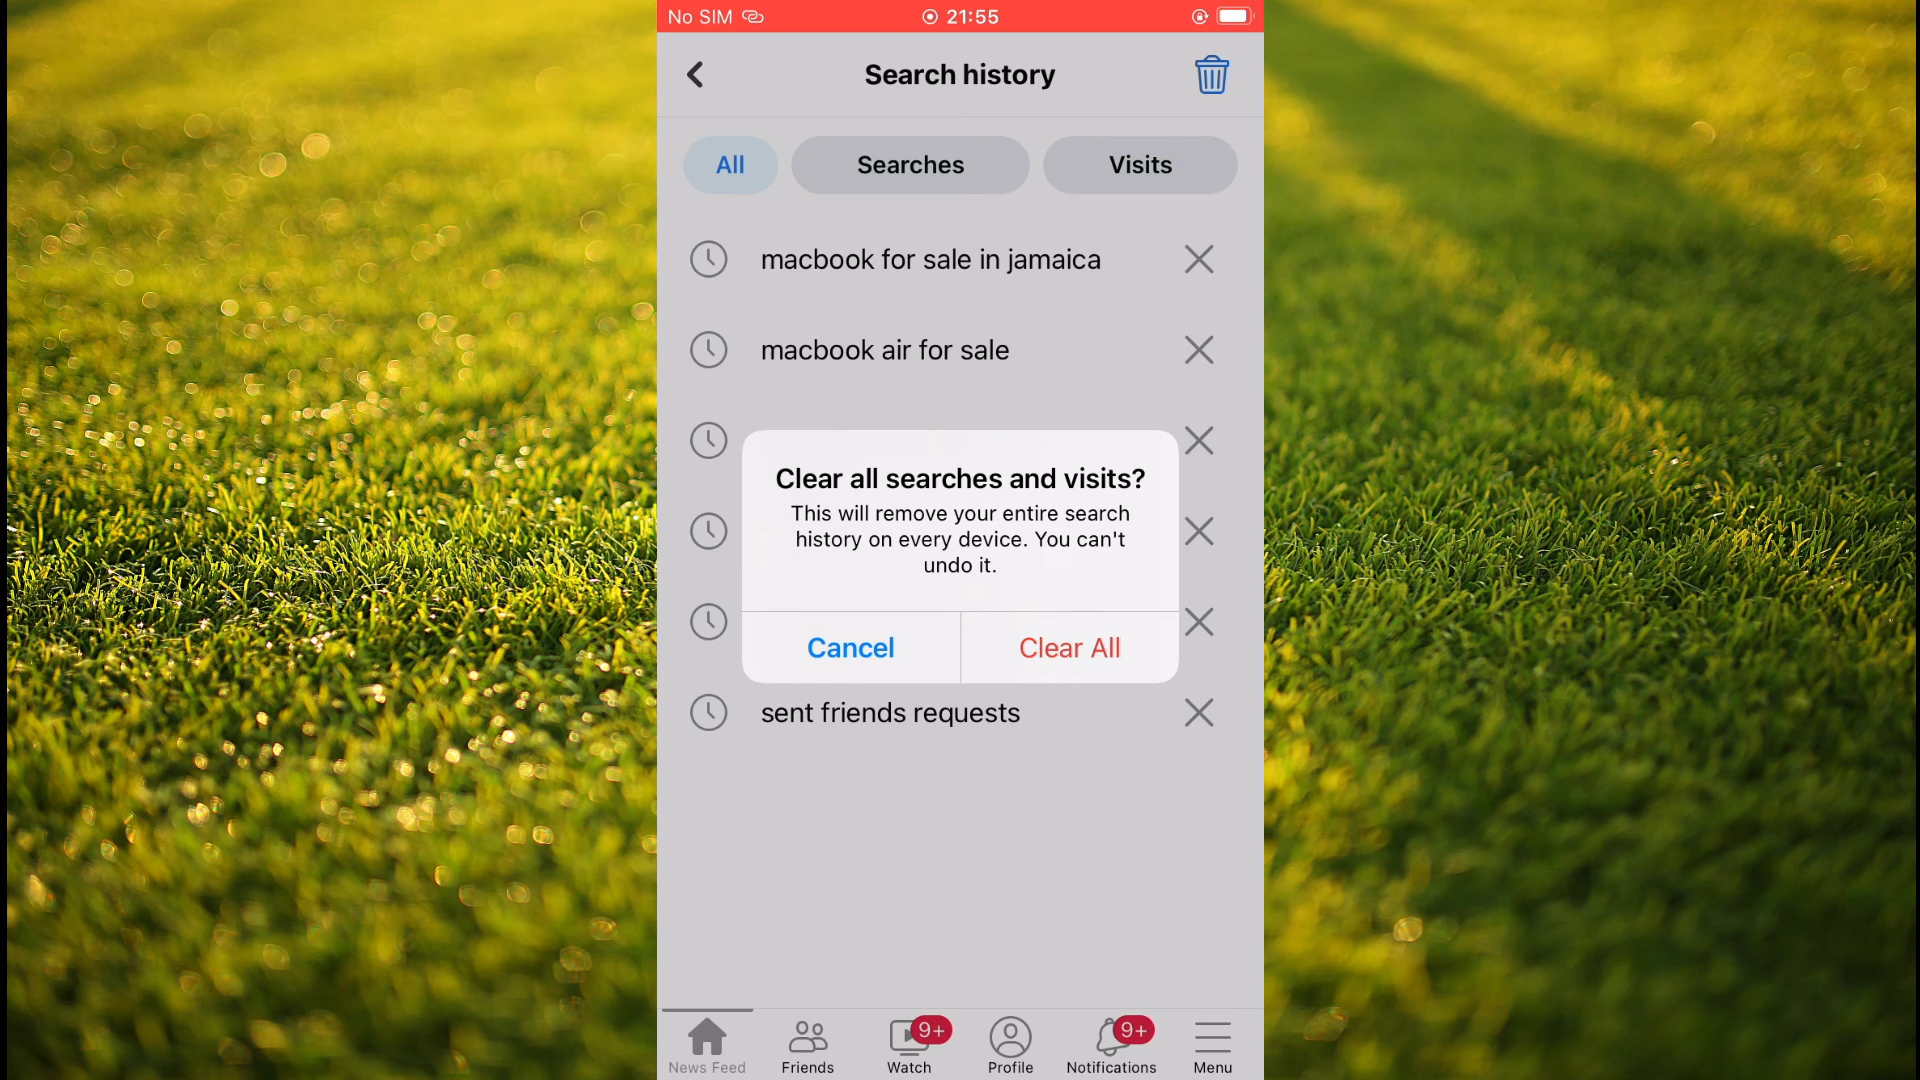 No SIM 21:55
Search history
All Searches Visits
macbook for sale in jamaica
macbook air for sale
Clear all searches and visits?
This will remove your entire search
history on every device. You can't
undo it.
Cancel Clear All
sent friends requests
9+ 9+
News Feed Friends Watch Profile Notifications Menu